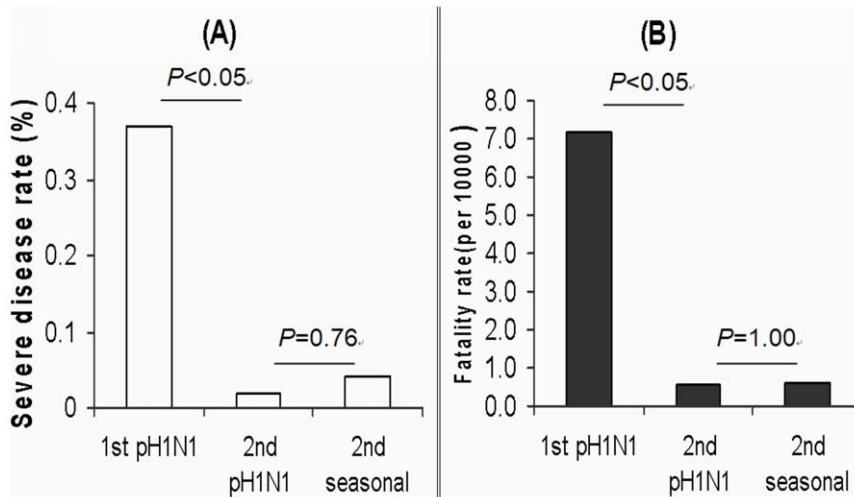 (A)
P<0.05
Severe disease rate (%)
0.4
0.3
0.2
0.1
0
P=0.76
1st pH1N1
2nd
pH1N1
2nd
seasonal
(B)
P<0.05
Fatality rate(per 10000)
8.0
7.0
6.0
5.0
4.0
3.0
2.0
1.0
0.0
P=1.00
1st pH1N1
2nd
pH1N1
2nd
seasonal